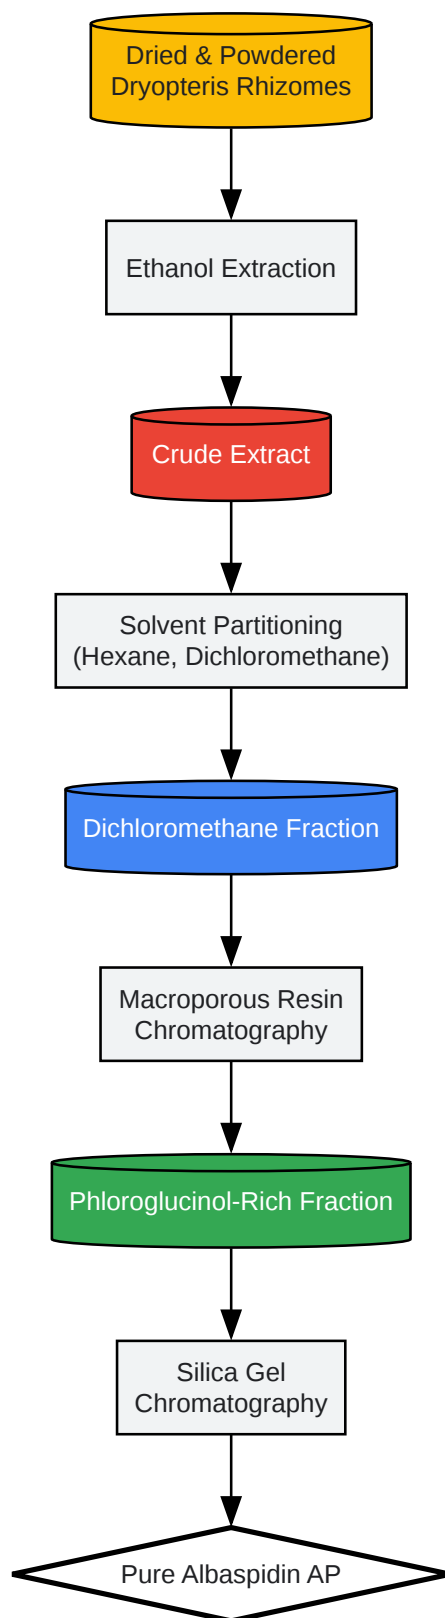 Dried & Powdered
Dryopteris Rhizomes
Ethanol Extraction
Crude Extract
Solvent Partitioning
(Hexane, Dichloromethane)
Dichloromethane Fraction
Macroporous Resin
Chromatography
Phloroglucinol-Rich Fraction
Silica Gel
Chromatography
Pure Albaspidin AP